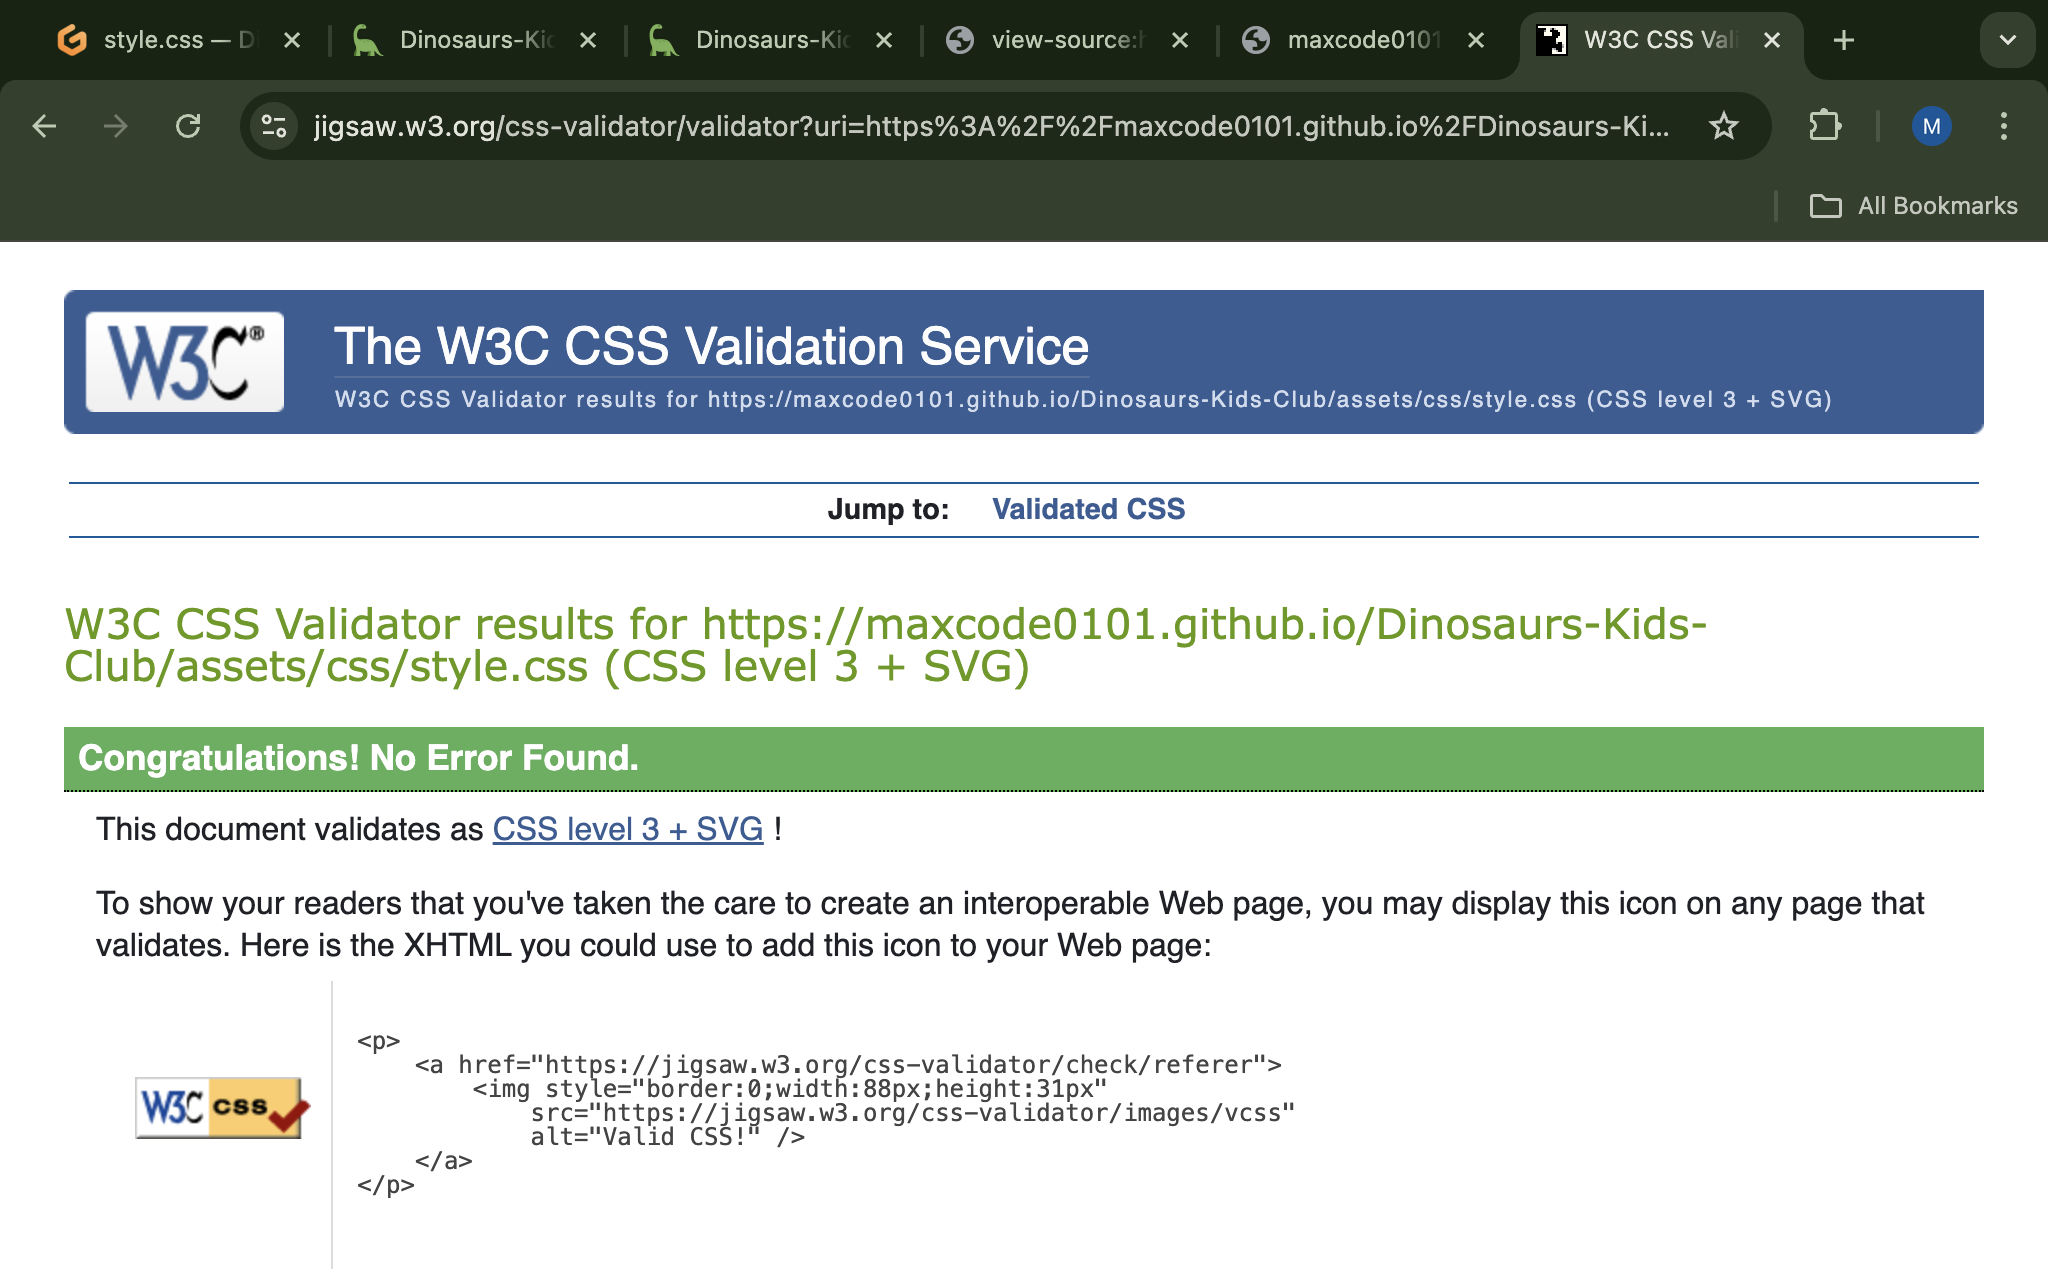 style.css — D
Dinosaurs-Kid
Dinosaurs-Kid
view-source:h
maxcode0101
W3C CSS Vali
jigsaw.w3.org/css-validator/validator?uri=https%3A%2F%2Fmaxcode0101.github.io%2FDinosaurs-Ki...
M
All Bookmarks
W3C®
The W3C CSS Validation Service
W3C CSS Validator results for https://maxcode0101.github.io/Dinosaurs-Kids-Club/assets/css/style.css (CSS level 3 + SVG)
Jump to: Validated CSS
W3C CSS Validator results for https://maxcode0101.github.io/Dinosaurs-Kids-
Club/assets/css/style.css (CSS level 3 + SVG)
Congratulations! No Error Found.
This document validates as CSS level 3 + SVG !
To show your readers that you've taken the care to create an interoperable Web page, you may display this icon on any page that
validates. Here is the XHTML you could use to add this icon to your Web page:
W3C css
<p>
<a href="https://jigsaw.w3.org/css-validator/check/referer">
<img style="border:0;width:88px;height:31px"
src="https://jigsaw.w3.org/css-validator/images/vcss"
alt="Valid CSS!" />
</a>
</p>